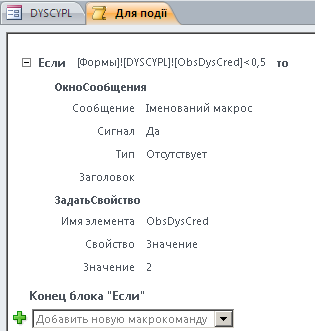 DYSCYPL Для події
Если [Формы]![DYSCYPL]![ObsDysCred]<0,5 то
ОкноСообщения
Сообщение Іменований макрос
Сигнал Да
Тип Отсутствует
Заголовок
ЗадатьСвойство
Имя элемента ObsDysCred
Свойство Значение
Значение 2
Конец блока "Если"
Добавить новую макрокоманду